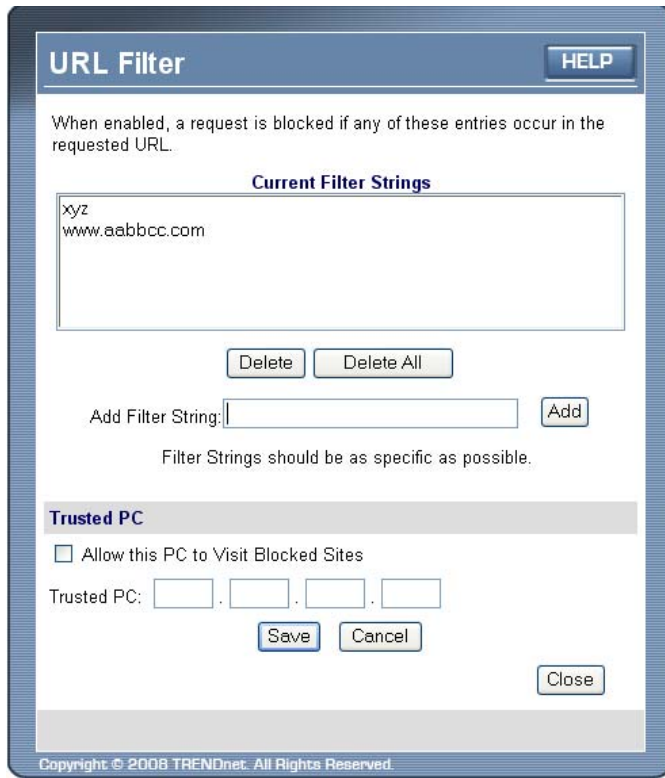 URL Filter
HELP
When enabled, a request is blocked if any of these entries occur in the
requested URL.
Current Filter Strings
xyz
www.aabbcc.com
Delete
Delete All
Add Filter String:
Add
Filter Strings should be as specific as possible.
Trusted PC
Allow this PC to Visit Blocked Sites
Trusted PC: . . .
Save
Cancel
Close
Copyright © 2008 TRENDnet. All Rights Reserved.